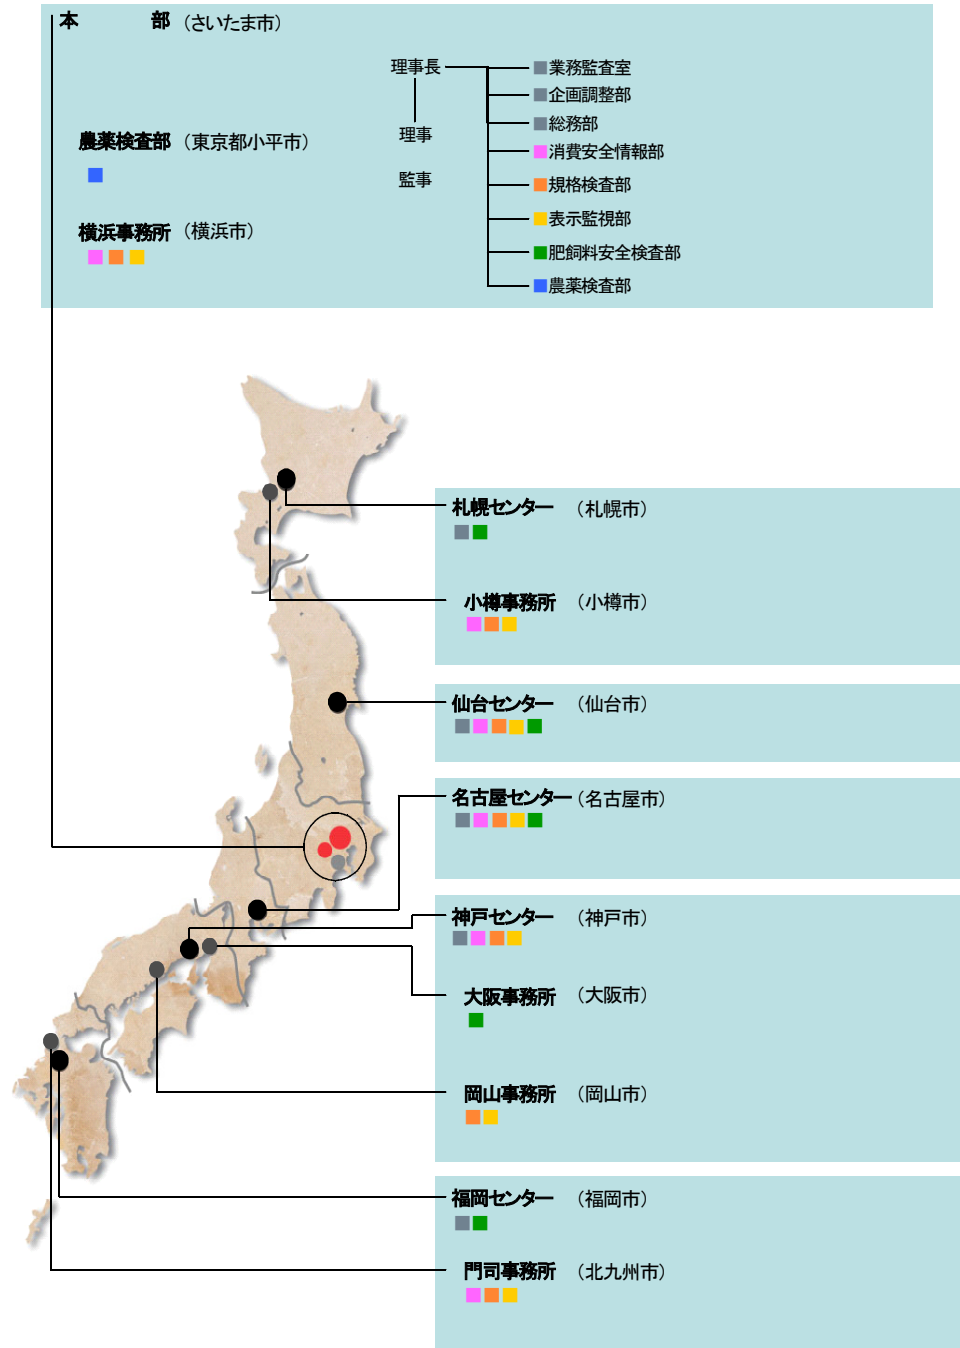 本　　　　部（さいたま市）
農薬検査部（東京都小平市）
横浜事務所（横浜市）
理事長
理事
監事
業務監査室
企画調整部
総務部
消費安全情報部
規格検査部
表示監視部
肥飼料安全検査部
農薬検査部
札幌センター　（札幌市）
小樽事務所　（小樽市）
仙台センター　（仙台市）
名古屋センター（名古屋市）
神戸センター　（神戸市）
大阪事務所　（大阪市）
岡山事務所　（岡山市）
福岡センター　（福岡市）
門司事務所　（北九州市）